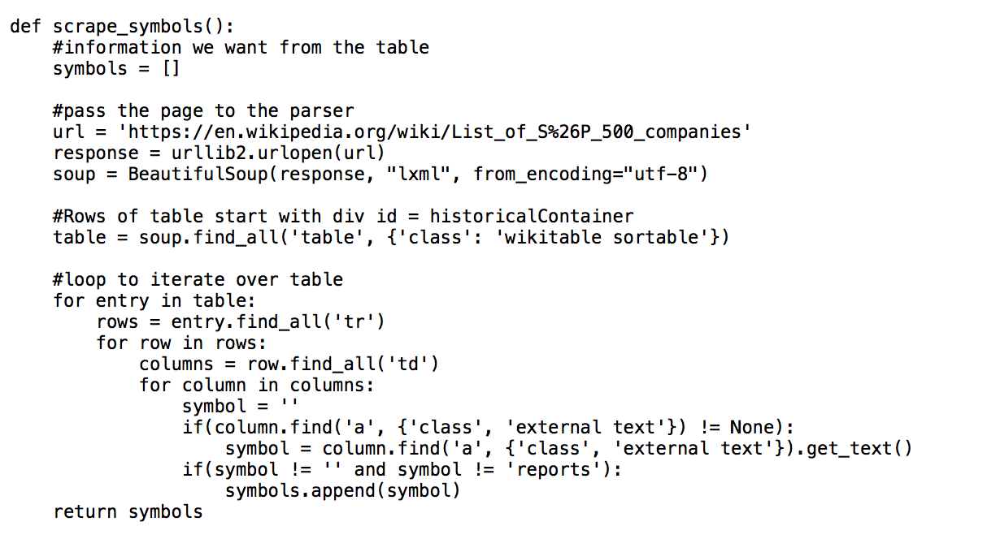 def scrape_symbols():
    #information we want from the table
    symbols = []

    #pass the page to the parser
    url = 'https://en.wikipedia.org/wiki/List_of_S%26P_500_companies'
    response = urllib2.urlopen(url)
    soup = BeautifulSoup(response, "lxml", from_encoding="utf-8")

    #Rows of table start with div id = historicalContainer
    table = soup.find_all('table', {'class': 'wikitable sortable'})

    #loop to iterate over table
    for entry in table:
        rows = entry.find_all('tr')
        for row in rows:
            columns = row.find_all('td')
            for column in columns:
                symbol = ''
                if(column.find('a', {'class', 'external text'}) != None):
                    symbol = column.find('a', {'class', 'external text'}).get_text()
                if(symbol != '' and symbol != 'reports'):
                    symbols.append(symbol)
    return symbols